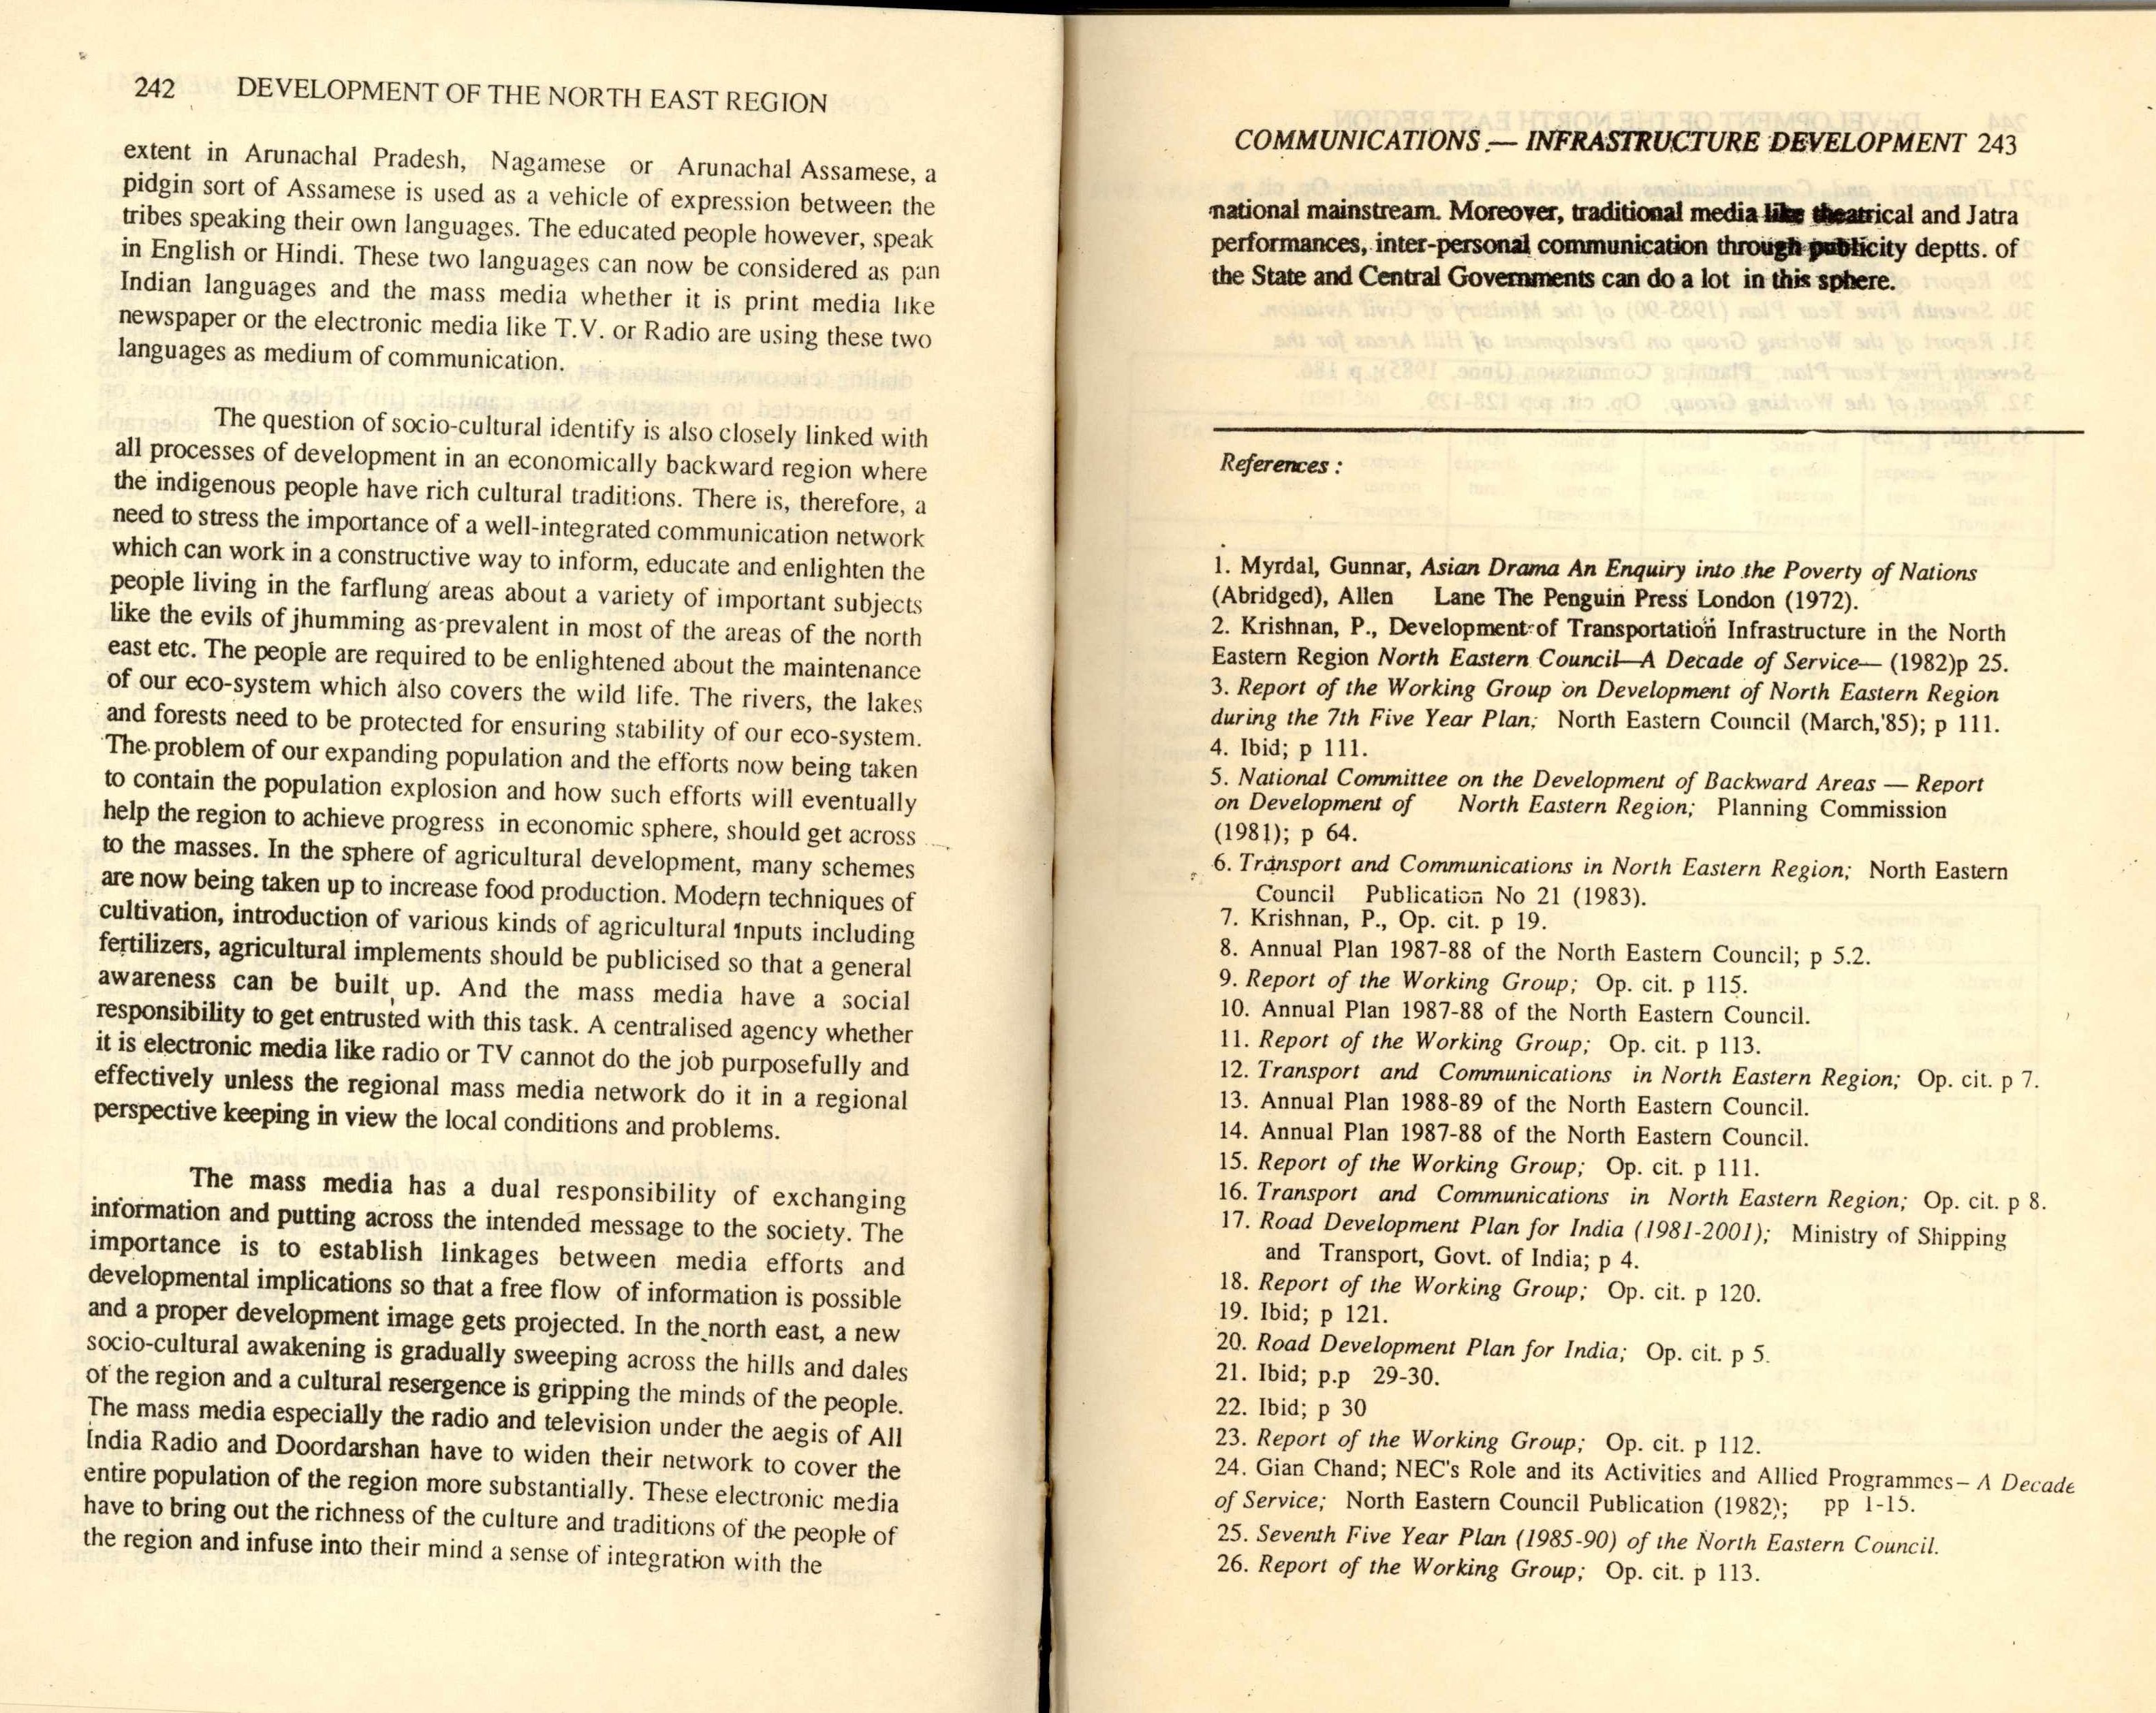 242 DEVELOPMENT OF THE NORTH EAST REGION
extent in Arunachal Pradesh, Nagamese or Arunachal Assamese, a
pidgin sort of Assamese is used as a vehicle of expression between the
tribes speaking their own languages. The educated people however, speak
in English or Hindi. These two languages can now be considered as pan
Indian languages and the mass media whether it is print media like
newspaper or the electronic media like T.V. or Radio are using these two
languages as medium of communication.
The question of socio-cultural identify is also closely linked with
all processes of development in an economically backward region where
the indigenous people have rich cultural traditions. There is, therefore, a
need to stress the importance of a well-integrated communication network
which can work in a constructive way to inform, educate and enlighten the
people living in the farflung areas about a variety of important subjects
like the evils of jhumming as-prevalent in most of the areas of the north
east etc. The people are required to be enlightened about the maintenance
of our eco-system which also covers the wild life. The rivers, the lakes
and forests need to be protected for ensuring stability of our eco-system.
The problem of our expanding population and the efforts now being taken
to contain the population explosion and how such efforts will eventually
help the region to achieve progress in economic sphere, should get across
to the masses. In the sphere of agricultural development, many schemes
are now being taken up to increase food production. Modern techniques of
cultivation, introduction of various kinds of agricultural inputs including
fertilizers, agricultural implements should be publicised so that a general
awareness can be built up. And the mass media have a social
responsibility to get entrusted with this task. A centralised agency whether
it is electronic media like radio or TV cannot do the job purposefully and
effectively unless the regional mass media network do it in a regional
perspective keeping in view the local conditions and problems.
The mass media has a dual responsibility of exchanging
information and putting across the intended message to the society. The
importance is to establish linkages between media efforts and
developmental implications so that a free flow of information is possible
and a proper development image gets projected. In the north east, a new
socio-cultural awakening is gradually sweeping across the hills and dales
of the region and a cultural resergence is gripping the minds of the people.
The mass media especially the radio and television under the aegis of All
India Radio and Doordarshan have to widen their network to cover the
entire population of the region more substantially. These electronic media
have to bring out the richness of the culture and traditions of the people of
the region and infuse into their mind a sense of integration with the
COMMUNICATIONS — INFRASTRUCTURE DEVELOPMENT 243
national mainstream. Moreover, traditional media like theatrical and Jatra
performances, inter-personal communication through publicity deptts. of
the State and Central Governments can do a lot in this sphere.
References :
1. Myrdal, Gunnar, Asian Drama An Enquiry into the Poverty of Nations
(Abridged), Allen Lane The Penguin Press London (1972).
2. Krishnan, P., Development of Transportation Infrastructure in the North
Eastern Region North Eastern Council—A Decade of Service— (1982)p 25.
3. Report of the Working Group on Development of North Eastern Region
during the 7th Five Year Plan; North Eastern Council (March,'85); p 111.
4. Ibid; p 111.
5. National Committee on the Development of Backward Areas — Report
on Development of North Eastern Region; Planning Commission
(1981); p 64.
6. Transport and Communications in North Eastern Region; North Eastern
Council Publication No 21 (1983).
7. Krishnan, P., Op. cit. p 19.
8. Annual Plan 1987-88 of the North Eastern Council; p 5.2.
9. Report of the Working Group; Op. cit. p 115.
10. Annual Plan 1987-88 of the North Eastern Council.
11. Report of the Working Group; Op. cit. p 113.
12. Transport and Communications in North Eastern Region; Op. cit. p 7.
13. Annual Plan 1988-89 of the North Eastern Council.
14. Annual Plan 1987-88 of the North Eastern Council.
15. Report of the Working Group; Op. cit. p 111.
16. Transport and Communications in North Eastern Region; Op. cit. p 8.
17. Road Development Plan for India (1981-2001); Ministry of Shipping
and Transport, Govt. of India; p 4.
18. Report of the Working Group; Op. cit. p 120.
19. Ibid; p 121.
20. Road Development Plan for India; Op. cit. p 5.
21. Ibid; p.p 29-30.
22. Ibid; p 30
23. Report of the Working Group; Op. cit. p 112.
24. Gian Chand; NEC's Role and its Activities and Allied Programmes– A Decade
of Service; North Eastern Council Publication (1982); pp 1-15.
25. Seventh Five Year Plan (1985-90) of the North Eastern Council.
26. Report of the Working Group; Op. cit. p 113.